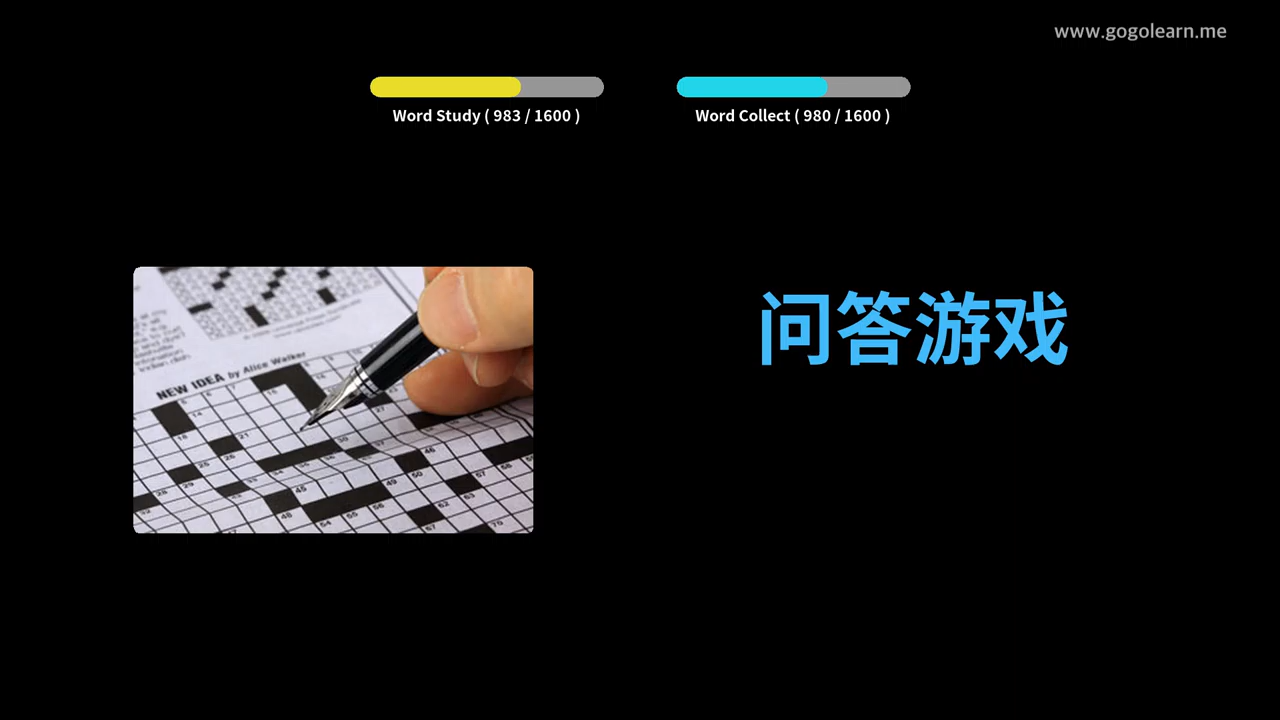 www.gogolearn.me
Word Study ( 983 / 1600 )
Word Collect ( 980 / 1600 )
问答游戏
NEW IDEA by Alice Walker